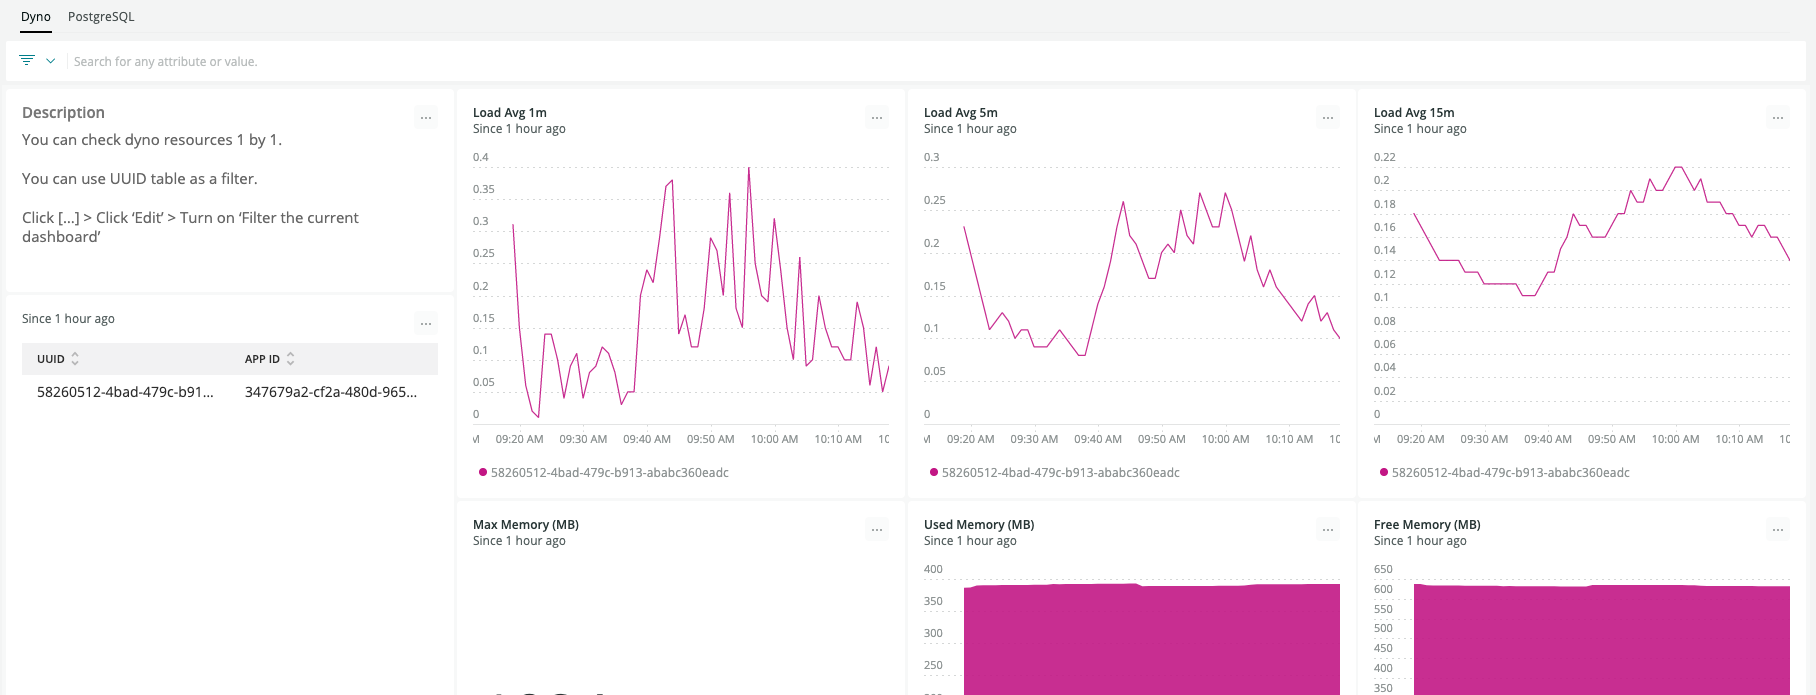 Dyno PostgreSQL
Search for any attribute or value.
Description
You can check dyno resources 1 by 1.
You can use UUID table as a filter.
Click [...] > Click ‘Edit’ > Turn on ‘Filter the current
dashboard’
Since 1 hour ago
UUID APP ID
58260512-4bad-479c-b91... 347679a2-cf2a-480d-965...
Load Avg 1m
Since 1 hour ago
0.4
0.35
0.3
0.25
0.2
0.15
0.1
0.05
0
09:20 AM 09:30 AM 09:40 AM 09:50 AM 10:00 AM 10:10 AM
58260512-4bad-479c-b913-ababc360eadc
Load Avg 5m
Since 1 hour ago
0.3
0.25
0.2
0.15
0.1
0.05
0
09:20 AM 09:30 AM 09:40 AM 09:50 AM 10:00 AM 10:10 AM
58260512-4bad-479c-b913-ababc360eadc
Load Avg 15m
Since 1 hour ago
0.22
0.2
0.18
0.16
0.14
0.12
0.1
0.08
0.06
0.04
0.02
0
09:20 AM 09:30 AM 09:40 AM 09:50 AM 10:00 AM 10:10 AM
58260512-4bad-479c-b913-ababc360eadc
Max Memory (MB)
Since 1 hour ago
Used Memory (MB)
Since 1 hour ago
400
350
300
250
Free Memory (MB)
Since 1 hour ago
650
600
550
500
450
400
350